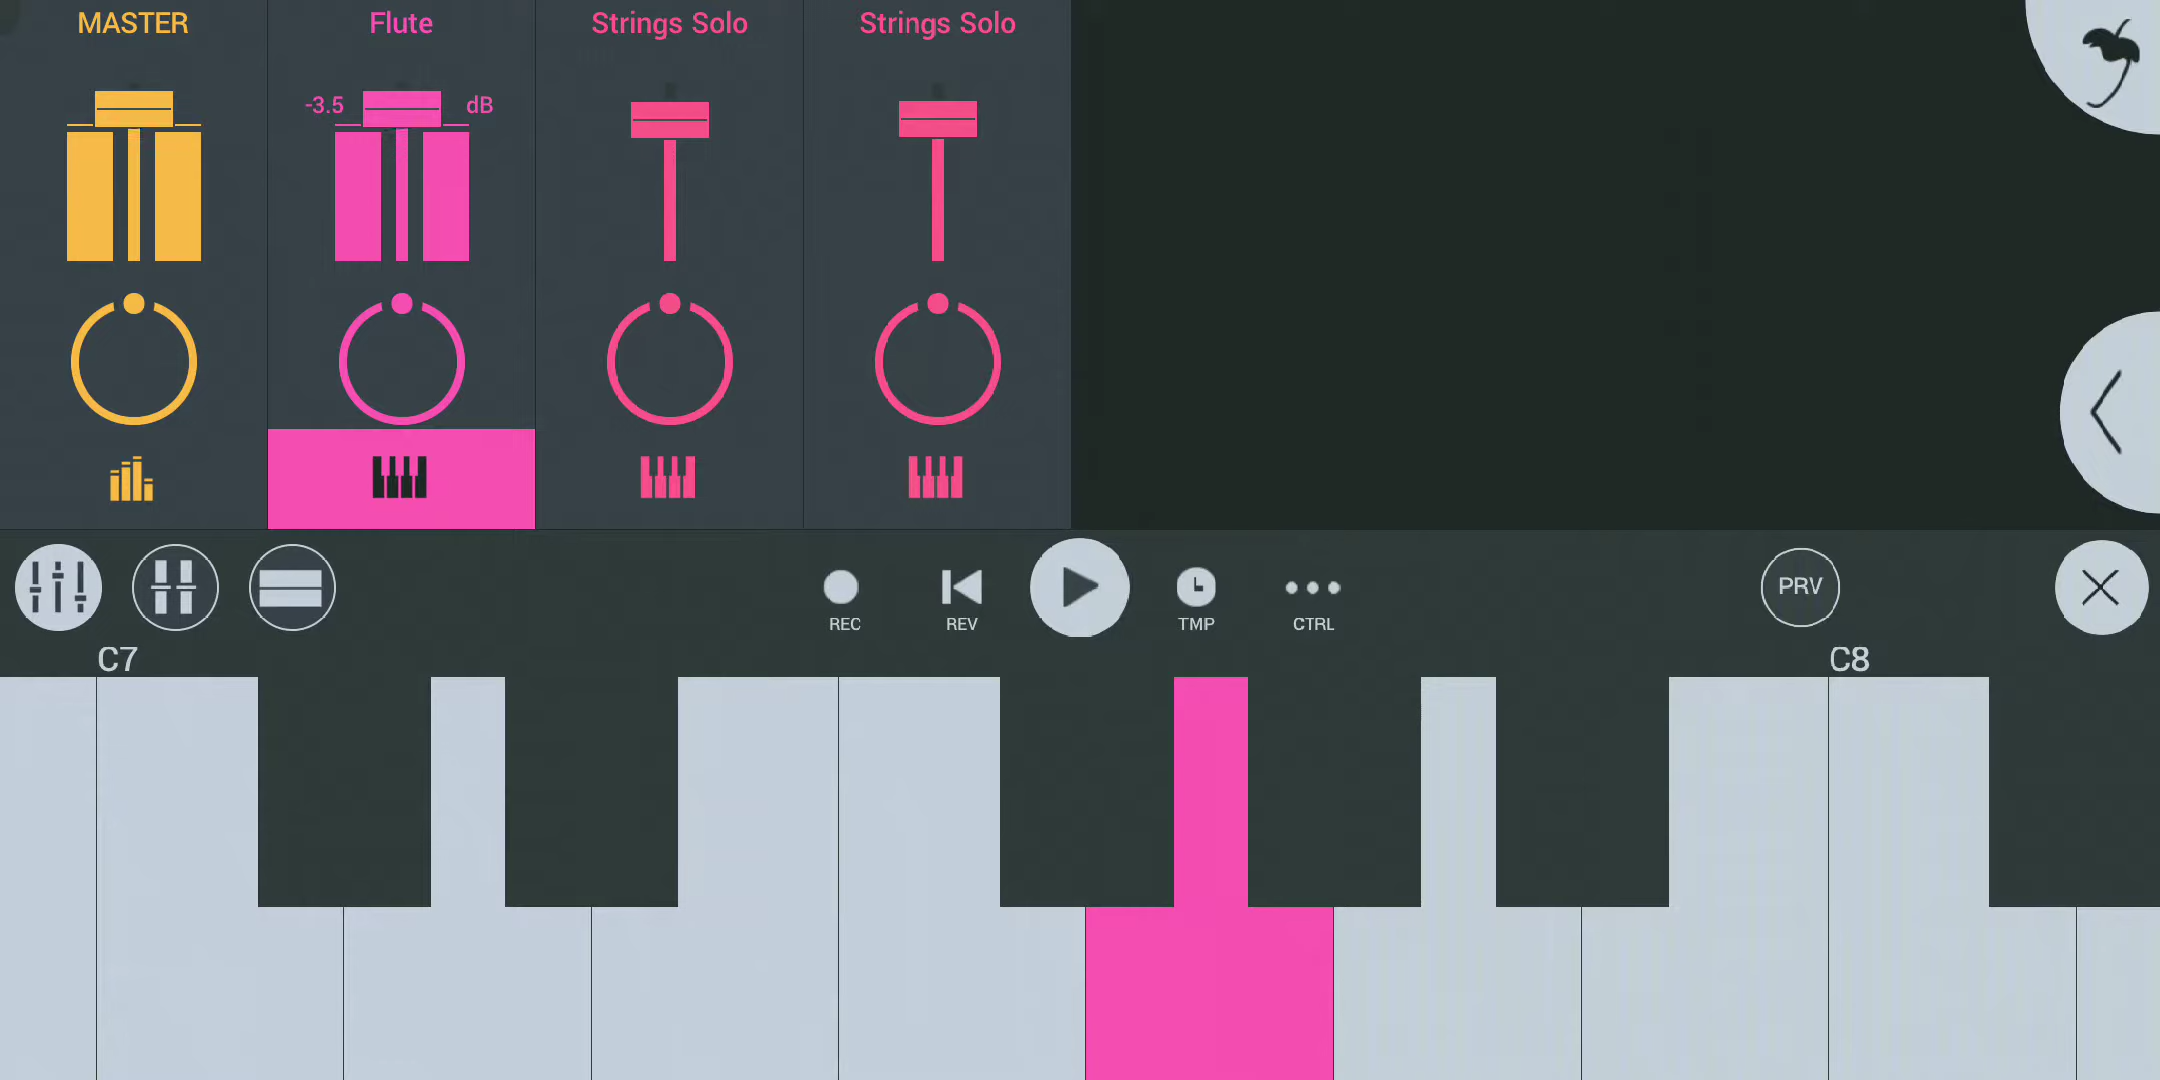 MASTER
Flute
Strings Solo
Strings Solo
-3.5
dB
REC
REV
TMP
CTRL
PRV
C7
C8